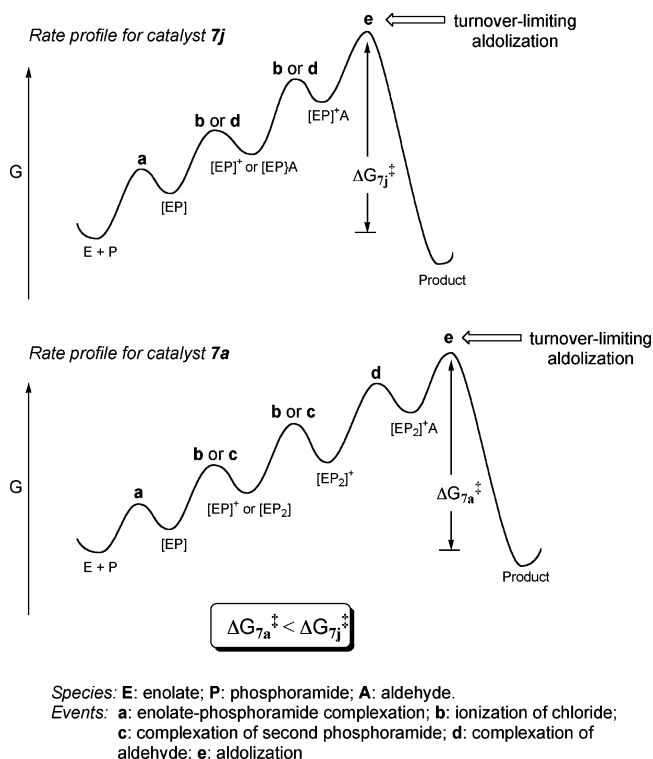 Rate profile for catalyst 7j
e
turnover-limiting
aldolization
b or d
[EP]⁺A
b or d
G
a
[EP]⁺ or [EP}A
ΔG7j‡
[EP]
E + P
Product
Rate profile for catalyst 7a
e
turnover-limiting
aldolization
d
b or c
[EP₂]⁺A
G
b or c
[EP₂]⁺
a
[EP]⁺ or [EP₂]
ΔG7a‡
[EP]
E + P
Product
ΔG7a‡ < ΔG7j‡
Species: E: enolate; P: phosphoramide; A: aldehyde.
Events: a: enolate-phosphoramide complexation; b: ionization of chloride;
c: complexation of second phosphoramide; d: complexation of
aldehyde; e: aldolization